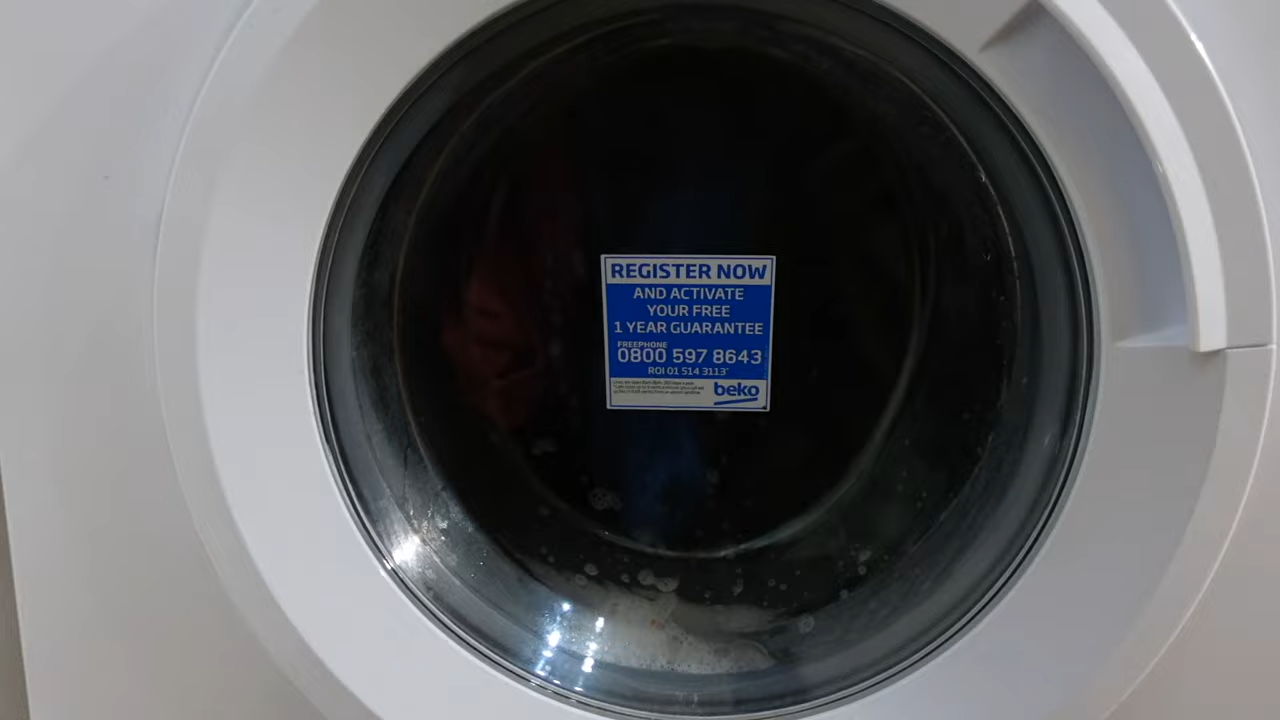 REGISTER NOW
AND ACTIVATE
YOUR FREE
1 YEAR GUARANTEE
FREEPHONE
0800 597 8643
ROI 01 514 3113*
beko